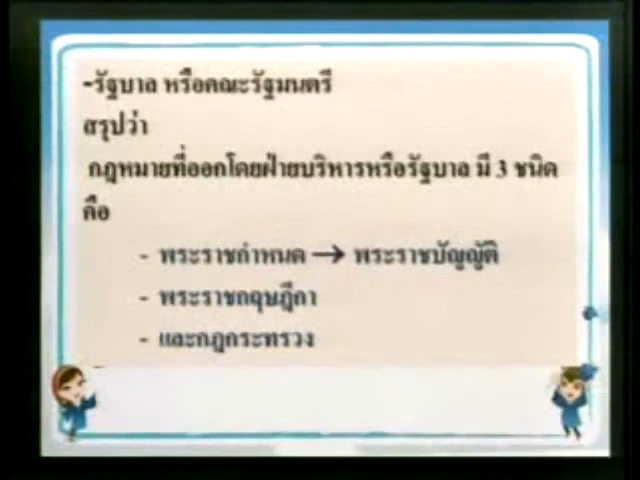 -รัฐบาล หรือคณะรัฐมนตรี
สรุปว่า
กฎหมายที่ออกโดยฝ่ายบริหารหรือรัฐบาล มี 3 ชนิด
คือ
- พระราชกำหนด → พระราชบัญญัติ
- พระราชกฤษฎีกา
- และกฎกระทรวง